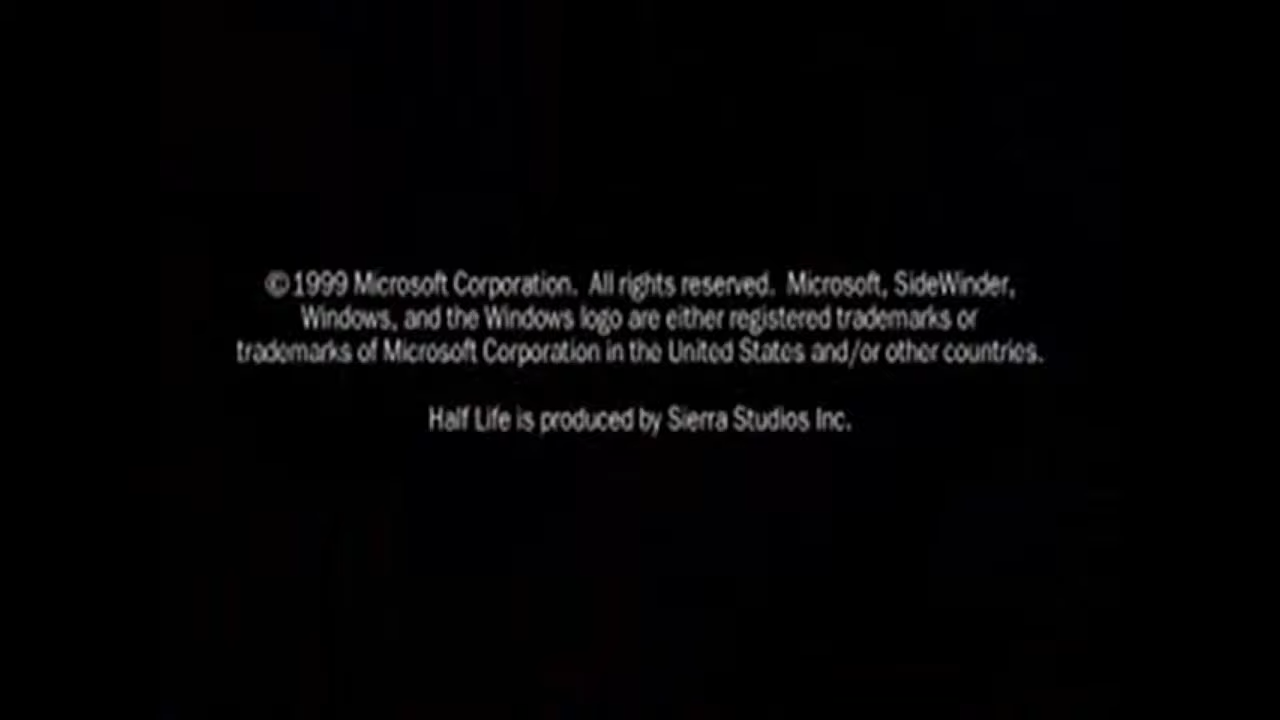 © 1999 Microsoft Corporation. All rights reserved. Microsoft, SideWinder,
Windows, and the Windows logo are either registered trademarks or
trademarks of Microsoft Corporation in the United States and/or other countries.
Half Life is produced by Sierra Studios Inc.